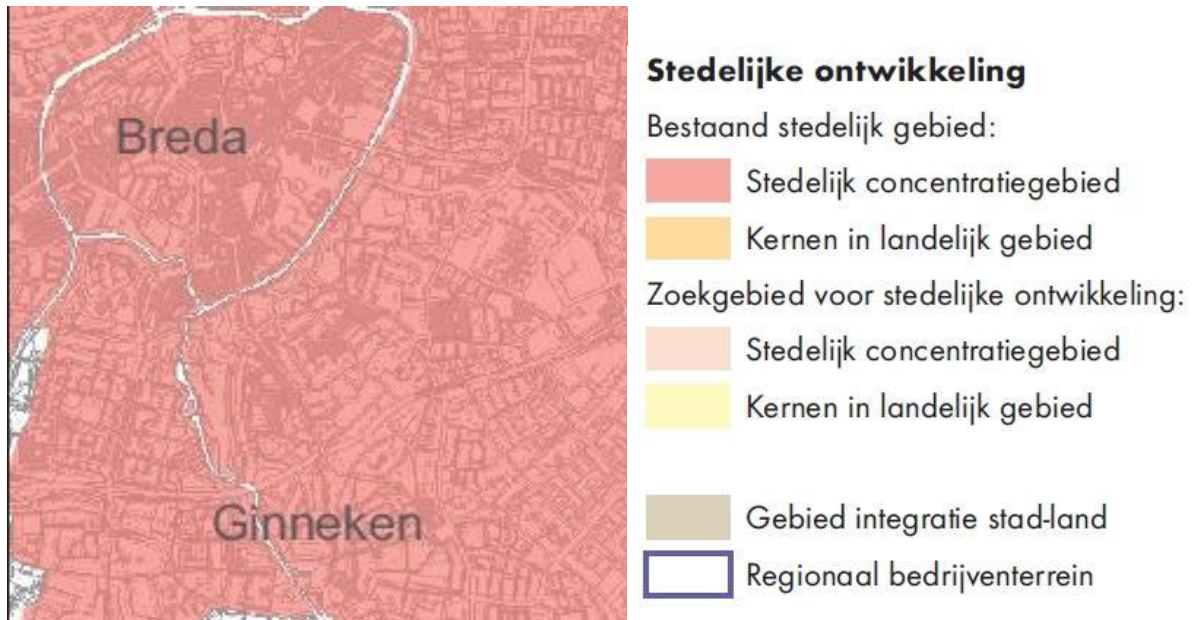 Breda
Ginneken
Stedelijke ontwikkeling
Bestaand stedelijk gebied:
Stedelijk concentratiegebied
Kernen in landelijk gebied
Zoekgebied voor stedelijke ontwikkeling:
Stedelijk concentratiegebied
Kernen in landelijk gebied
Gebied integratie stad-land
Regionaal bedrijventerrein